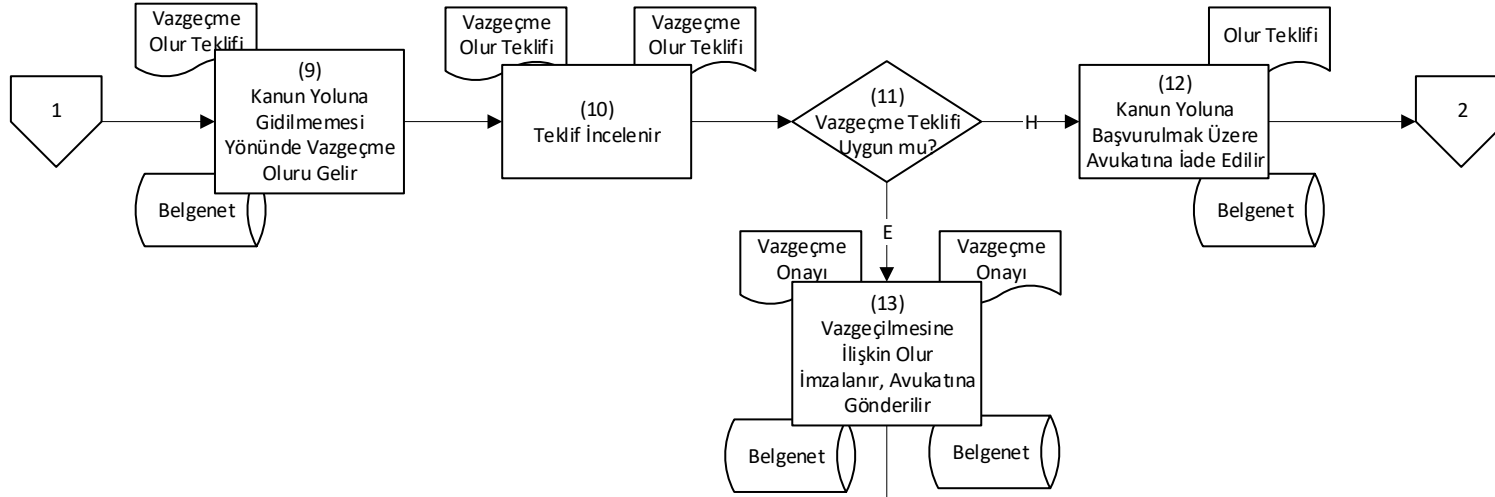 1
Vazgeçme
Olur Teklifi
(9)
Kanun Yoluna
Gidilmemesi
Yönünde Vazgeçme
Oluru Gelir
Belgenet
Vazgeçme
Olur Teklifi
Vazgeçme
Olur Teklifi
(10)
Teklif İncelenir
(11)
Vazgeçme Teklifi
Uygun mu?
H
E
Olur Teklifi
(12)
Kanun Yoluna
Başvurulmak Üzere
Avukatına İade Edilir
Belgenet
2
Vazgeçme
Onayı
Vazgeçme
Onayı
(13)
Vazgeçilmesine
İlişkin Olur
İmzalanır, Avukatına
Gönderilir
Belgenet
Belgenet